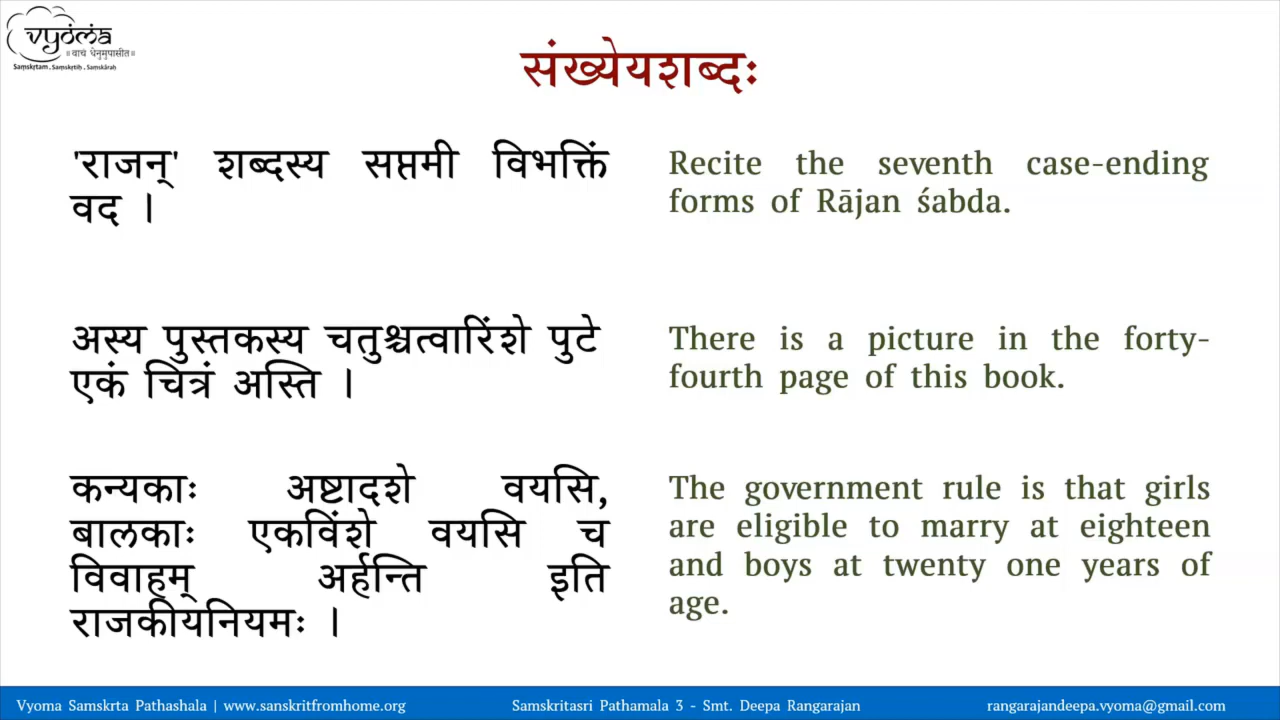 vyoma
॥ वाचं धेनुमुपासीत ॥
Saṃskṛtam . Saṃskṛtiḥ . Saṃskāraḥ
संख्येयशब्दः
'राजन्' शब्दस्य सप्तमी विभक्तिं
वद ।
Recite the seventh case-ending
forms of Rājan śabda.
अस्य पुस्तकस्य चतुश्चत्वारिंशे पुटे
एकं चित्रं अस्ति ।
There is a picture in the forty-
fourth page of this book.
कन्यकाः अष्टादशे वयसि,
बालकाः एकविंशे वयसि च
विवाहम् अर्हन्ति इति
राजकीयनियमः ।
The government rule is that girls
are eligible to marry at eighteen
and boys at twenty one years of
age.
Vyoma Samskrta Pathashala | www.sanskritfromhome.org
Samskritasri Pathamala 3 - Smt. Deepa Rangarajan
rangarajandeepa.vyoma@gmail.com